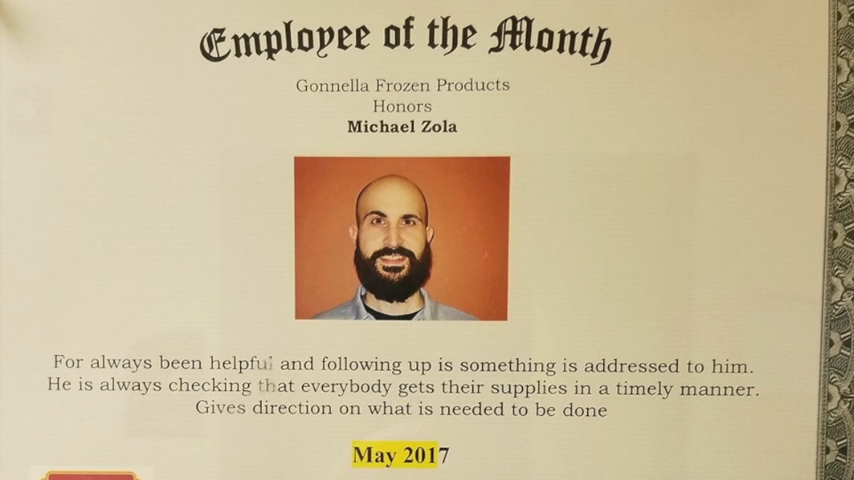 Employee of the Month
Gonnella Frozen Products
Honors
Michael Zola
For always been helpful and following up is something is addressed to him.
He is always checking that everybody gets their supplies in a timely manner.
Gives direction on what is needed to be done
May 2017